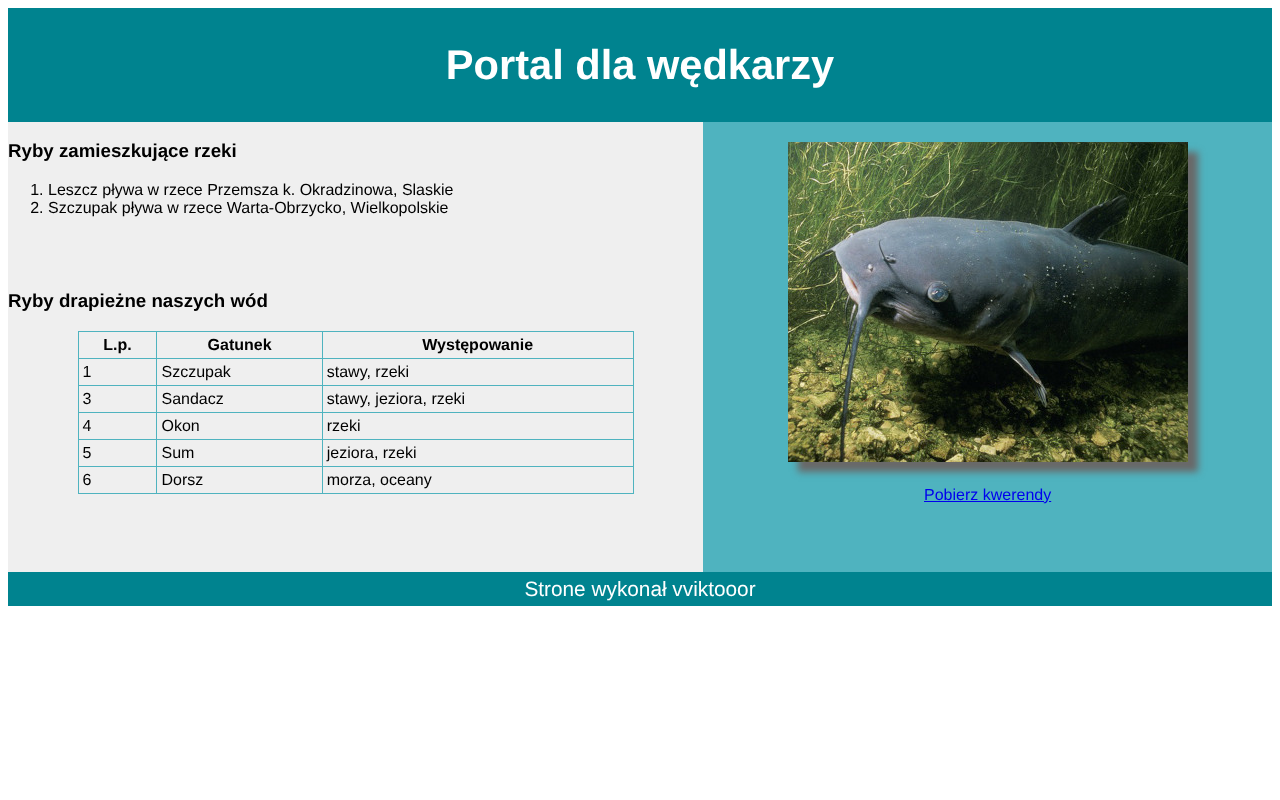 Portal dla wędkarzy
Ryby zamieszkujące rzeki
1. Leszcz pływa w rzece Przemsza k. Okradzinowa, Slaskie
2. Szczupak pływa w rzece Warta-Obrzycko, Wielkopolskie
Ryby drapieżne naszych wód
L.p. Gatunek Występowanie
1 Szczupak stawy, rzeki
3 Sandacz stawy, jeziora, rzeki
4 Okon rzeki
5 Sum jeziora, rzeki
6 Dorsz morza, oceany
Pobierz kwerendy
Strone wykonał vviktooor